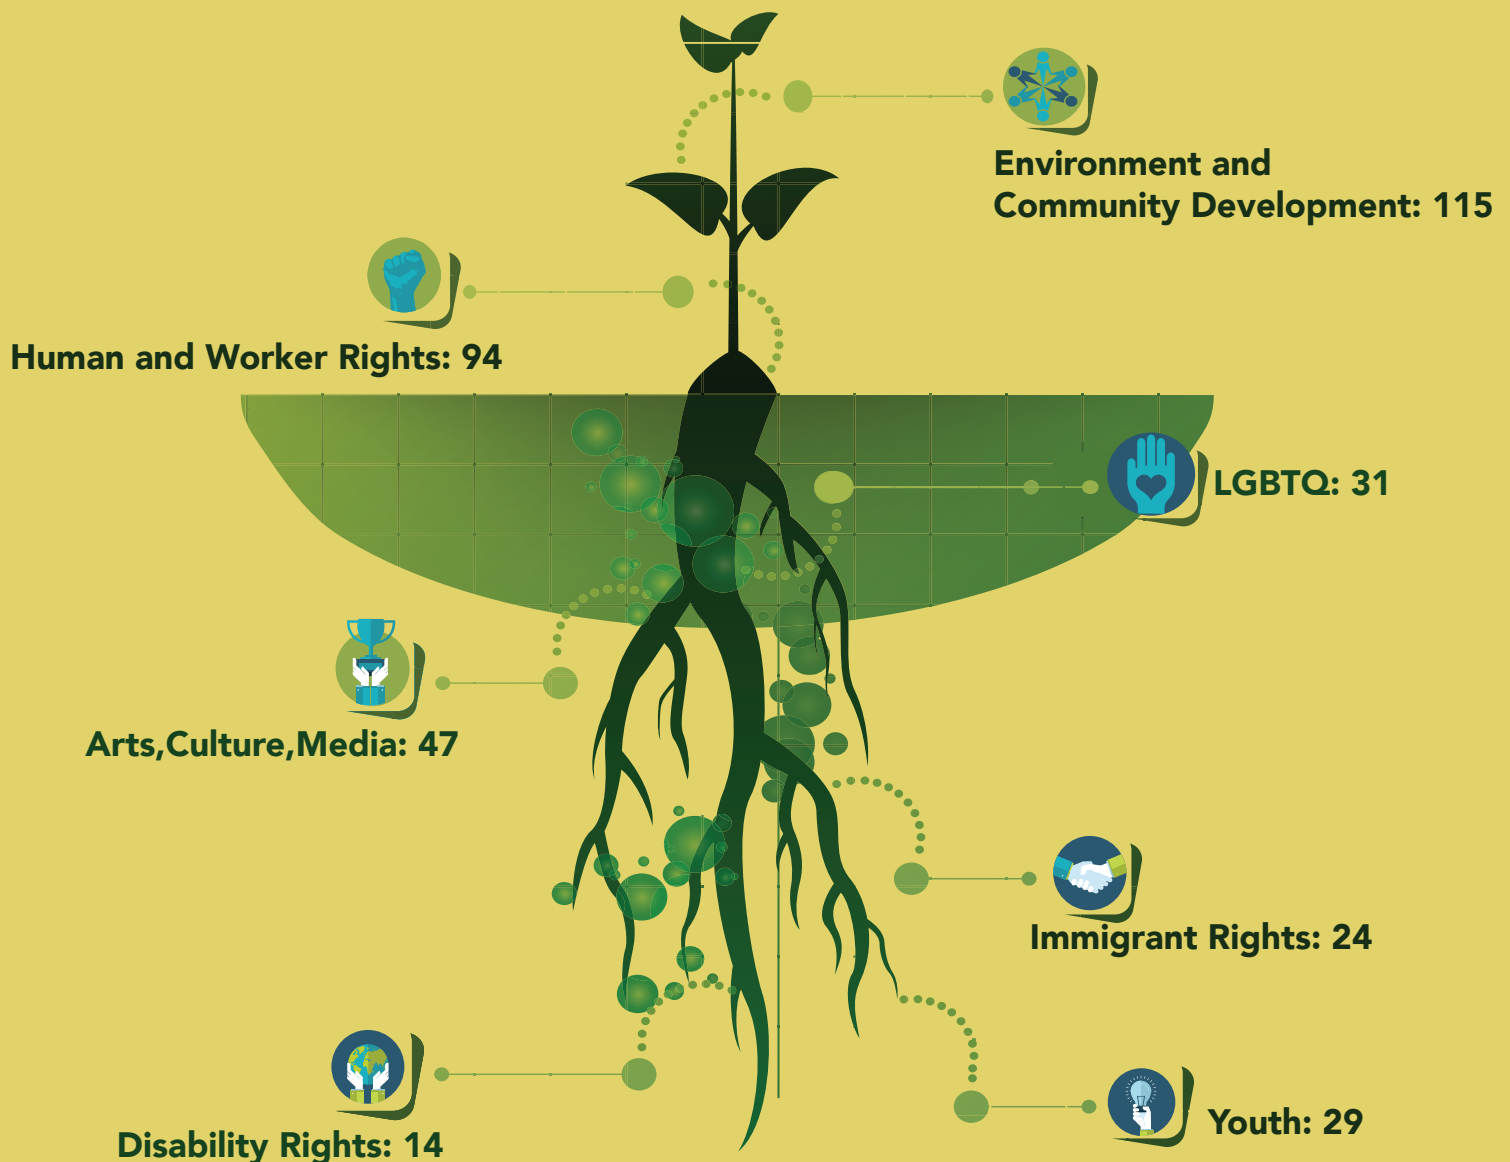 Environment and
Community Development: 115
Human and Worker Rights: 94
LGBTQ: 31
Arts,Culture,Media: 47
Immigrant Rights: 24
Youth: 29
Disability Rights: 14